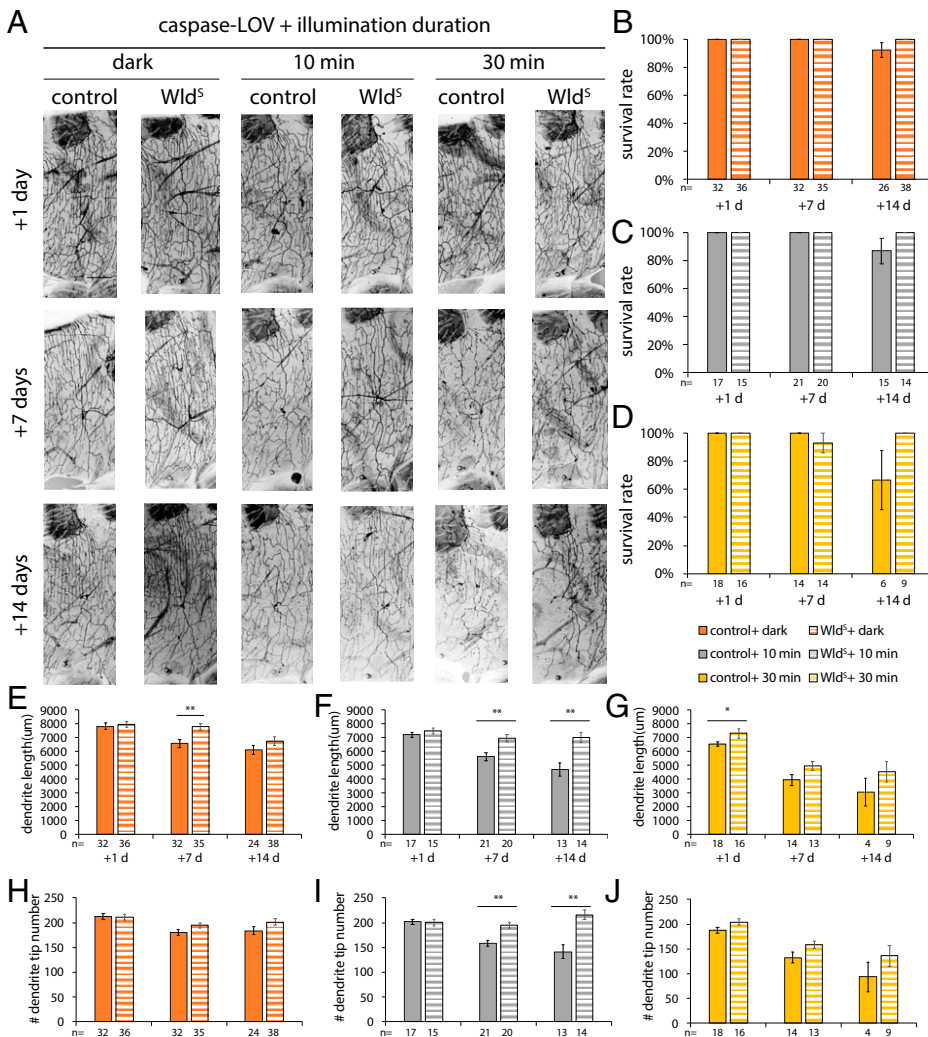 A
caspase-LOV + illumination duration
dark 10 min 30 min
control Wldˢ control Wldˢ control Wldˢ
+1 day
+7 days
+14 days
B
survival rate
100%
80%
60%
40%
20%
0%
n= 32 36 32 35 26 38
+1 d +7 d +14 d
C
survival rate
100%
80%
60%
40%
20%
0%
n= 17 15 21 20 15 14
+1 d +7 d +14 d
D
survival rate
100%
80%
60%
40%
20%
0%
n= 18 16 14 14 6 9
+1 d +7 d +14 d
control+ dark Wldˢ+ dark
control+ 10 min Wldˢ+ 10 min
control+ 30 min Wldˢ+ 30 min
E
dendrite length(um)
9000
8000
7000
6000
5000
4000
3000
2000
1000
0
**
n= 32 36 32 35 24 38
+1 d +7 d +14 d
F
dendrite length(um)
9000
8000
7000
6000
5000
4000
3000
2000
1000
0
** **
n= 17 15 21 20 13 14
+1 d +7 d +14 d
G
dendrite length(um)
9000
8000
7000
6000
5000
4000
3000
2000
1000
0
*
n= 18 16 14 13 4 9
+1 d +7 d +14 d
H
# dendrite tip number
250
200
150
100
50
0
n= 32 36 32 35 24 38
I
# dendrite tip number
250
200
150
100
50
0
** **
n= 17 15 21 20 13 14
J
# dendrite tip number
250
200
150
100
50
0
n= 18 16 14 13 4 9